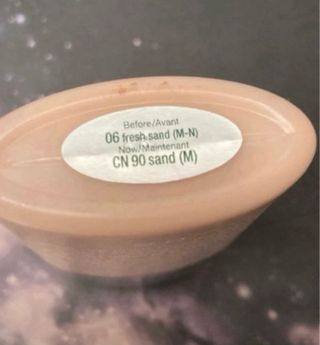 Before/Avant
06 fresh sand (M-N)
Now/Maintenant
CN 90 sand (M)